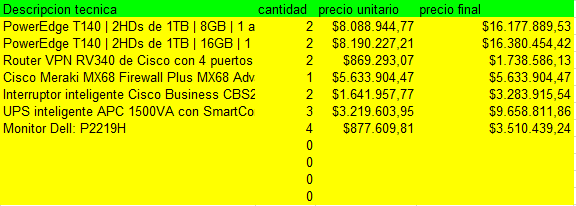 Descripcion tecnica cantidad precio unitario precio final
PowerEdge T140 | 2HDs de 1TB | 8GB | 1 a 2 $8.088.944,77 $16.177.889,53
PowerEdge T140 | 2HDs de 1TB | 16GB | 1 2 $8.190.227,21 $16.380.454,42
Router VPN RV340 de Cisco con 4 puertos 2 $869.293,07 $1.738.586,13
Cisco Meraki MX68 Firewall Plus MX68 Adv 1 $5.633.904,47 $5.633.904,47
Interruptor inteligente Cisco Business CBS2 2 $1.641.957,77 $3.283.915,54
UPS inteligente APC 1500VA con SmartCo 3 $3.219.603,95 $9.658.811,86
Monitor Dell: P2219H 4 $877.609,81 $3.510.439,24
0
0
0
0